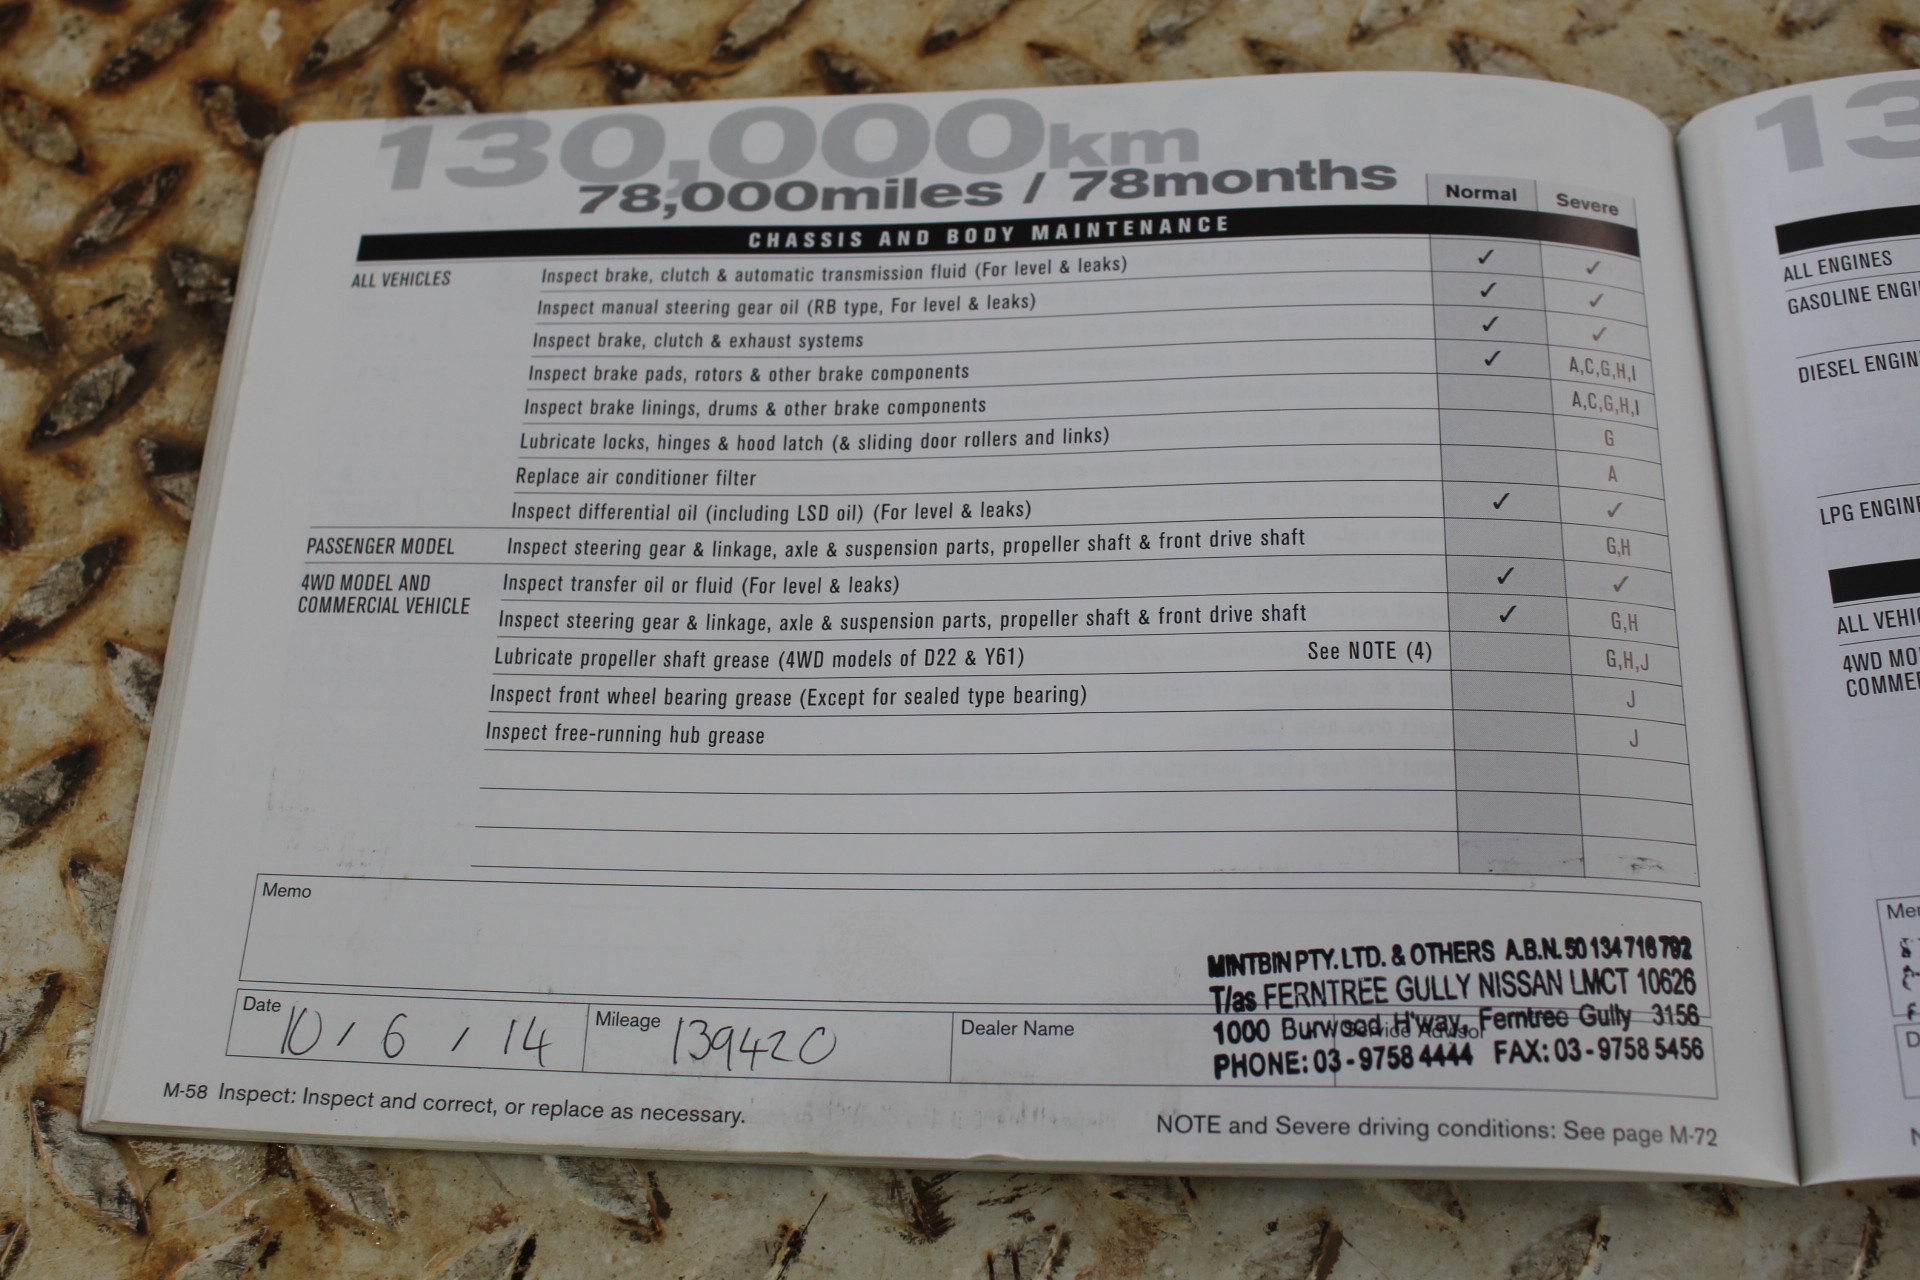 130,000km
78,000miles / 78months
Normal Severe
CHASSIS AND BODY MAINTENANCE
ALL VEHICLES Inspect brake, clutch & automatic transmission fluid (For level & leaks) ✓ ✓
Inspect manual steering gear oil (RB type, For level & leaks) ✓ ✓
Inspect brake, clutch & exhaust systems ✓ ✓
Inspect brake pads, rotors & other brake components ✓ A,C,G,H,I
Inspect brake linings, drums & other brake components A,C,G,H,I
Lubricate locks, hinges & hood latch (& sliding door rollers and links) G
Replace air conditioner filter A
Inspect differential oil (including LSD oil) (For level & leaks) ✓ ✓
PASSENGER MODEL Inspect steering gear & linkage, axle & suspension parts, propeller shaft & front drive shaft G,H
4WD MODEL AND Inspect transfer oil or fluid (For level & leaks) ✓ ✓
COMMERCIAL VEHICLE Inspect steering gear & linkage, axle & suspension parts, propeller shaft & front drive shaft ✓ G,H
Lubricate propeller shaft grease (4WD models of D22 & Y61) See NOTE (4) G,H,J
Inspect front wheel bearing grease (Except for sealed type bearing) J
Inspect free-running hub grease J
Memo
MINTBIN PTY. LTD. & OTHERS A.B.N. 50 134 716 792
T/as FERNTREE GULLY NISSAN LMCT 10626
1000 Burwood H'way, Ferntree Gully 3156
PHONE: 03 - 9758 4444 FAX: 03 - 9758 5456
Date 10 / 6 / 14 Mileage 139420 Dealer Name Service Advisor
M-58 Inspect: Inspect and correct, or replace as necessary.
NOTE and Severe driving conditions: See page M-72
13
ALL ENGINES
GASOLINE
DIESEL
LPG
ALL
4WD